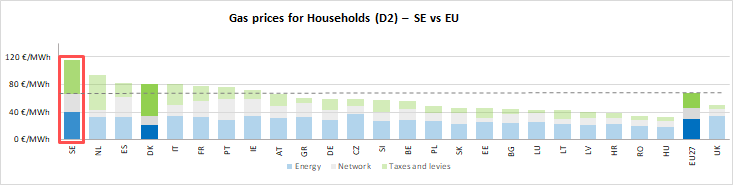 Gas prices for Households (D2) – SE vs EU
120 €/MWh
80 €/MWh
40 €/MWh
0 €/MWh
SE NL ES DK IT FR PT IE AT GR DE CZ SI BE PL SK EE BG LU LT LV HR RO HU EU27 UK
Energy Network Taxes and levies